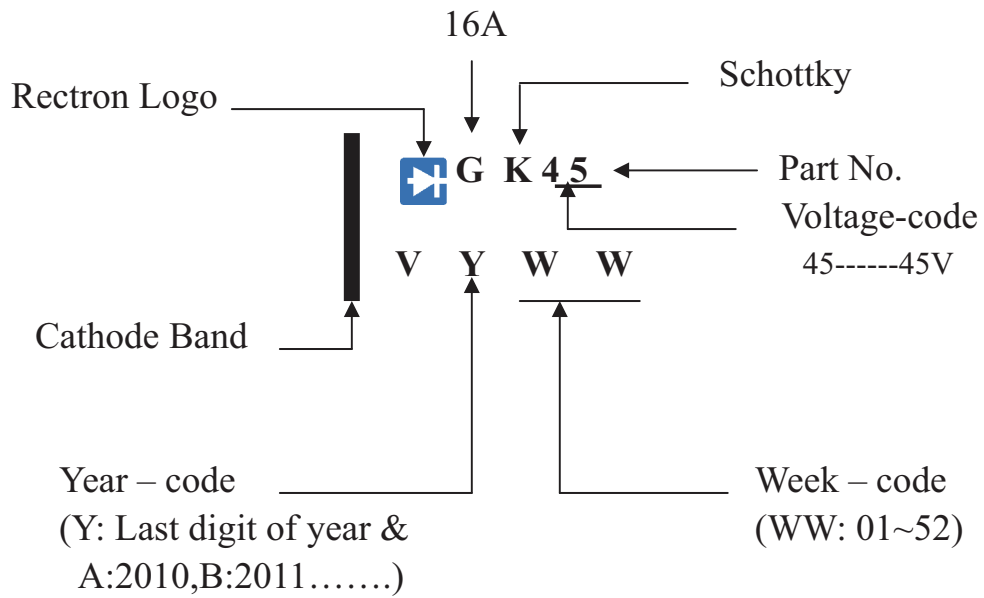 16A
Rectron Logo
Schottky
G K 4 5
Part No.
Voltage-code
45------45V
V Y W W
Cathode Band
Year – code
(Y: Last digit of year &
A:2010,B:2011…….)
Week – code
(WW: 01~52)